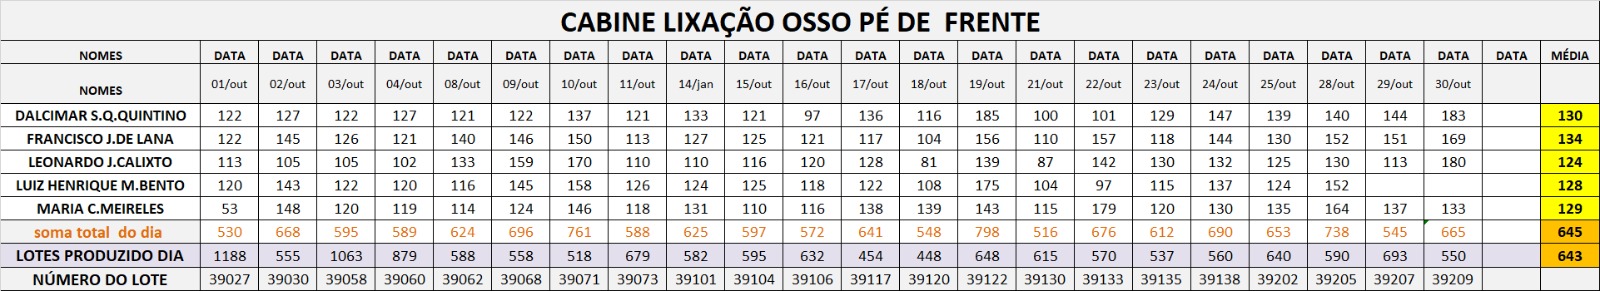 CABINE LIXAÇÃO OSSO PÉ DE FRENTE
NOMES DATA DATA DATA DATA DATA DATA DATA DATA DATA DATA DATA DATA DATA DATA DATA DATA DATA DATA DATA DATA DATA DATA DATA MÉDIA
NOMES 01/out 02/out 03/out 04/out 08/out 09/out 10/out 11/out 14/jan 15/out 16/out 17/out 18/out 19/out 21/out 22/out 23/out 24/out 25/out 28/out 29/out 30/out
DALCIMAR S.Q.QUINTINO 122 127 122 127 121 122 137 121 133 121 97 136 116 185 100 101 129 147 139 140 144 183 130
FRANCISCO J.DE LANA 122 145 126 121 140 146 150 113 127 125 121 117 104 156 110 157 118 144 130 152 151 169 134
LEONARDO J.CALIXTO 113 105 105 102 133 159 170 110 110 116 120 128 81 139 87 142 130 132 125 130 113 180 124
LUIZ HENRIQUE M.BENTO 120 143 122 120 116 145 158 126 124 125 118 122 108 175 104 97 115 137 124 152 128
MARIA C.MEIRELES 53 148 120 119 114 124 146 118 131 110 116 138 139 143 115 179 120 130 135 164 137 133 129
soma total do dia 530 668 595 589 624 696 761 588 625 597 572 641 548 798 516 676 612 690 653 738 545 665 645
LOTES PRODUZIDO DIA 1188 555 1063 879 588 558 518 679 582 595 632 454 448 648 615 570 537 560 640 590 693 550 643
NÚMERO DO LOTE 39027 39030 39058 39060 39062 39068 39071 39073 39101 39104 39106 39117 39120 39122 39130 39133 39135 39138 39202 39205 39207 39209